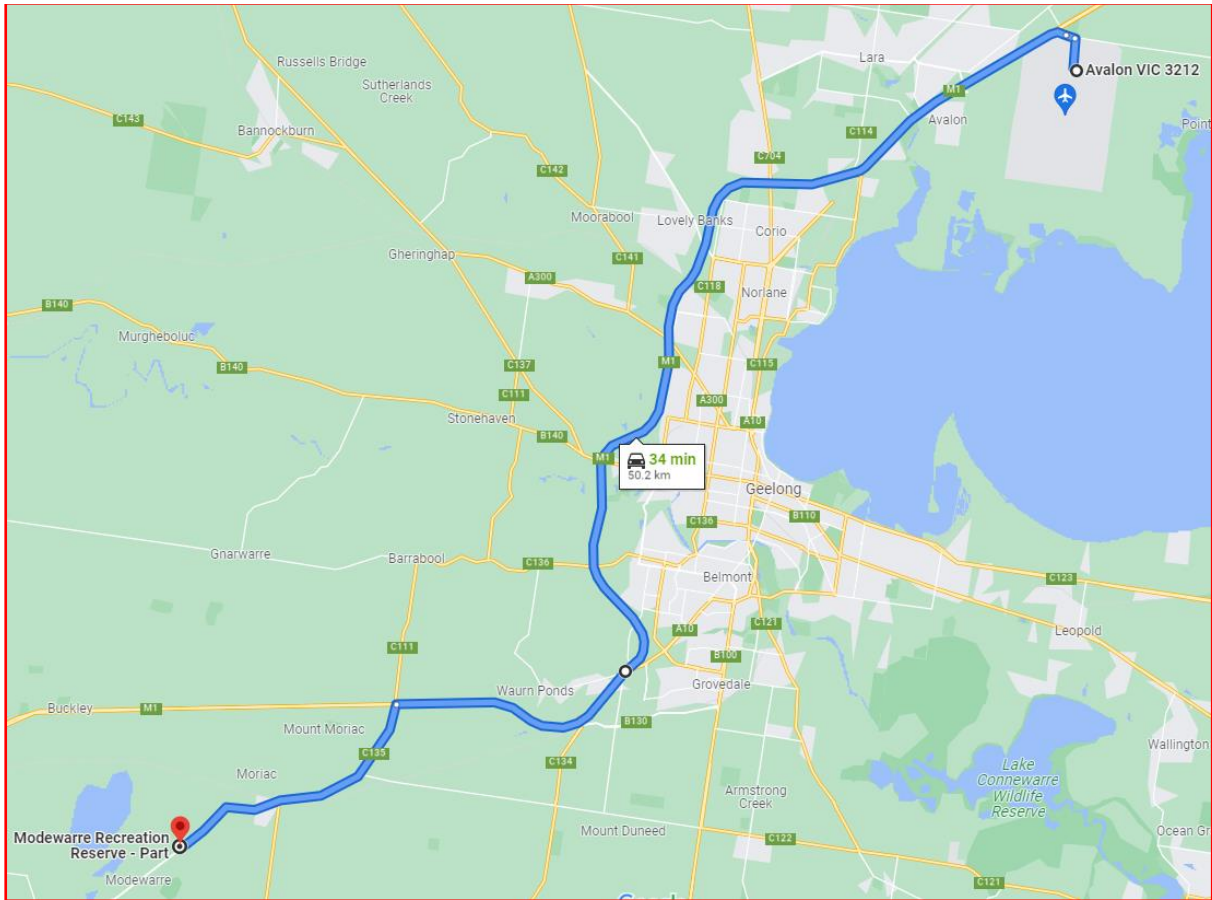 Russells Bridge
Lara
Sutherlands
Creek
Avalon VIC 3212
M1
C143
Avalon
Point
Bannockburn
C114
C704
C142
Moorabool
Lovely Banks
Corio
Gheringhap
C141
A300
C118
Norlane
B140
Murgheboluc
M1
C137
C115
B140
C111
A300
Stonehaven
A10
B140
M1
34 min
50.2 km
Geelong
B110
C136
Gnarwarre
Barrabool
C136
Belmont
C123
C121
Leopold
A10
C111
B100
Waurn Ponds
Grovedale
Buckley
M1
B130
Mount Moriac
Wallington
C135
C134
Moriac
Lake
Connewarre
Wildlife
Reserve
Armstrong
Creek
Modewarre Recreation
Reserve - Part
Mount Duneed
C122
Ocean Gr
Modewarre
C121